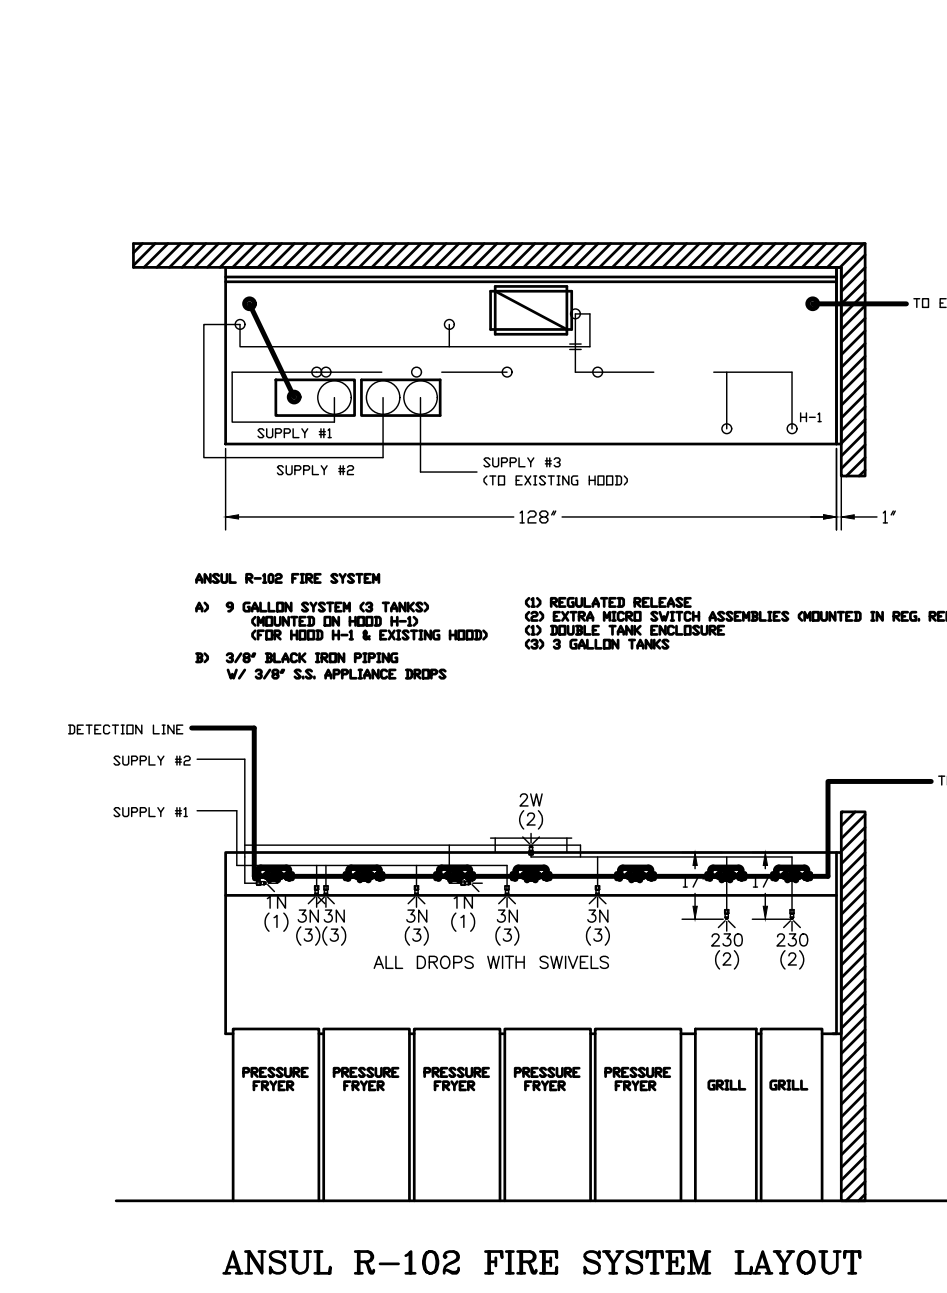 TO E
H-1
SUPPLY #1
SUPPLY #2
SUPPLY #3
(TO EXISTING HOOD)
128"
1"
ANSUL R-102 FIRE SYSTEM
A) 9 GALLON SYSTEM (3 TANKS)
(MOUNTED ON HOOD H-1)
(FOR HOOD H-1 & EXISTING HOOD)
B) 3/8" BLACK IRON PIPING
W/ 3/8" S.S. APPLIANCE DROPS
(1) REGULATED RELEASE
(2) EXTRA MICRO SWITCH ASSEMBLIES (MOUNTED IN REG. REL
(1) DOUBLE TANK ENCLOSURE
(3) 3 GALLON TANKS
DETECTION LINE
SUPPLY #2
SUPPLY #1
2W
(2)
1N
(1)
3N
(3)
3N
(3)
3N
(3)
1N
(1)
3N
(3)
3N
(3)
230
(2)
230
(2)
ALL DROPS WITH SWIVELS
PRESSURE
FRYER
PRESSURE
FRYER
PRESSURE
FRYER
PRESSURE
FRYER
PRESSURE
FRYER
GRILL
GRILL
ANSUL R-102 FIRE SYSTEM LAYOUT